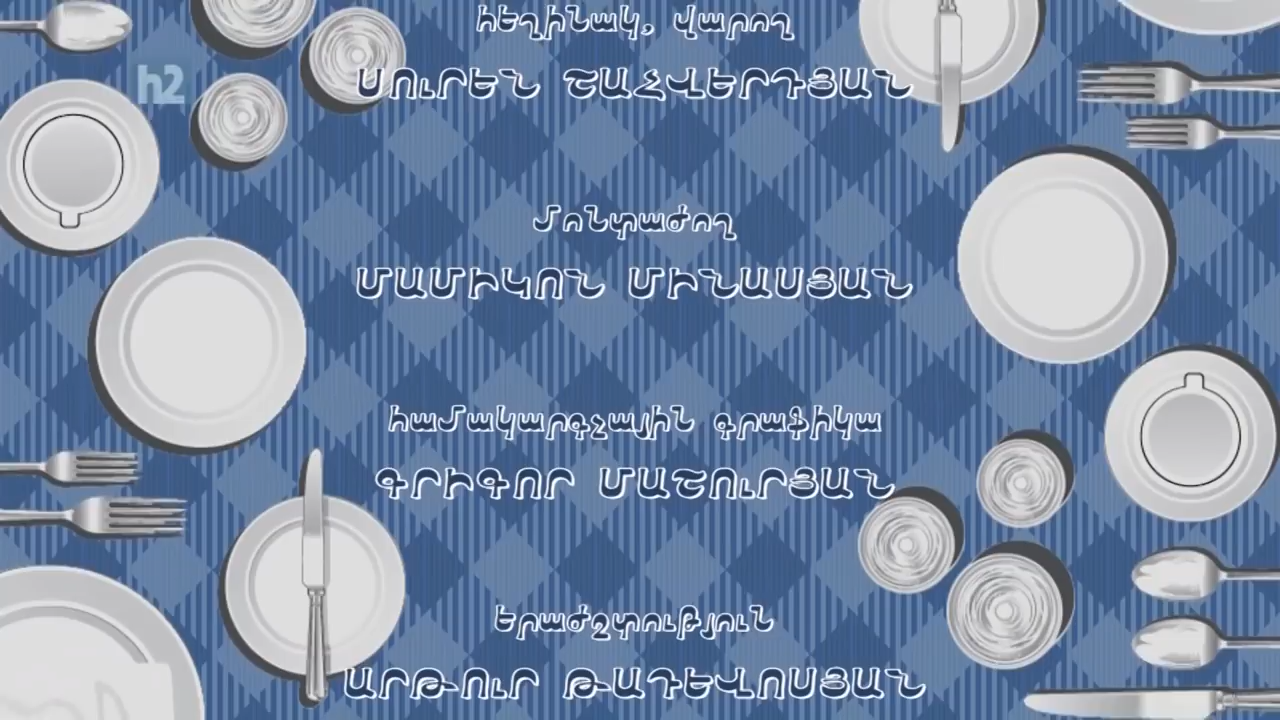 հեղինակ, վարող
ՍՈւՐԵՆ ՇԱՀՎԵՐԴՅԱՆ
h2
մոնտաժող
ՄԱՄԻԿՈՆ ՄԻՆԱՍՅԱՆ
համակարգչային գրաֆիկա
ԳՐԻԳՈՐ ՄԱՇՈւՐՅԱՆ
երաժշտություն
ԱՐԹՈւՐ ԹԱԴԵՎՈՍՅԱՆ